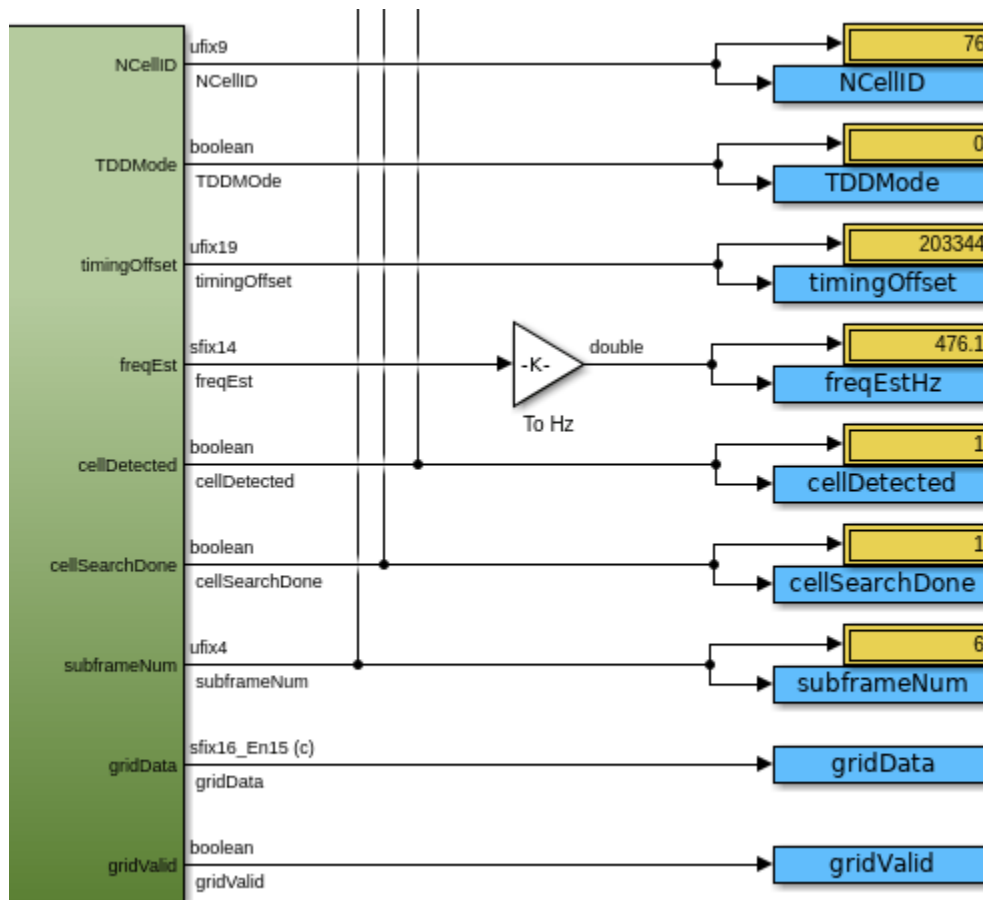 ufix9
76
NCellID
NCellID
NCellID
boolean
0
TDDMode
TDDMOde
TDDMode
ufix19
203344
timingOffset
timingOffset
timingOffset
sfix14
double
476.1
freqEst
-K-
freqEst
freqEstHz
To Hz
boolean
1
cellDetected
cellDetected
cellDetected
boolean
1
cellSearchDone
cellSearchDone
cellSearchDone
ufix4
6
subframeNum
subframeNum
subframeNum
sfix16_En15 (c)
gridData
gridData
gridData
boolean
gridValid
gridValid
gridValid